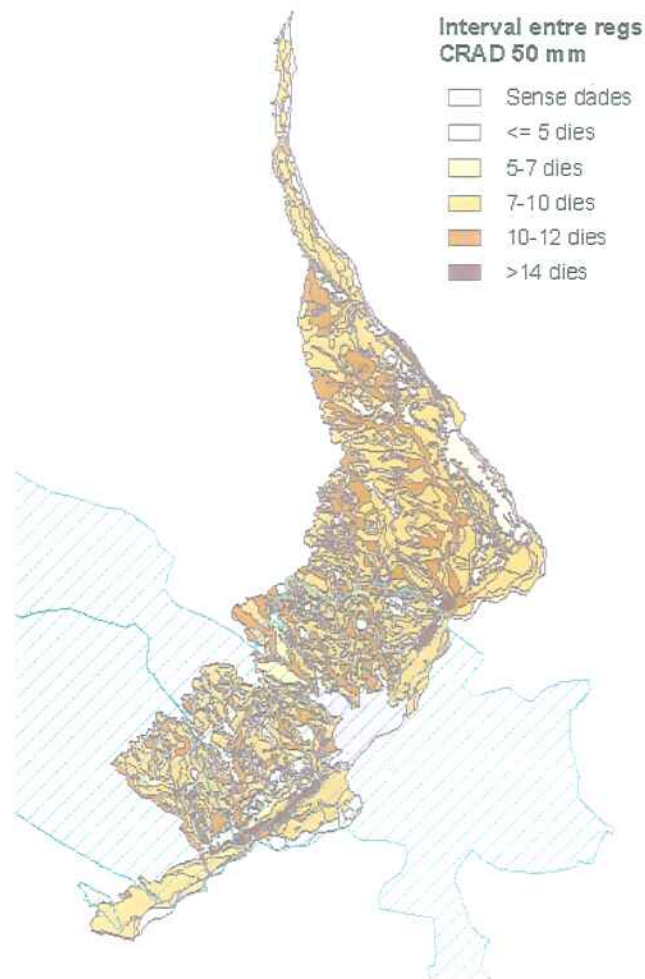 Interval entre regs
CRAD 50 mm
Sense dades
<= 5 dies
5-7 dies
7-10 dies
10-12 dies
>14 dies